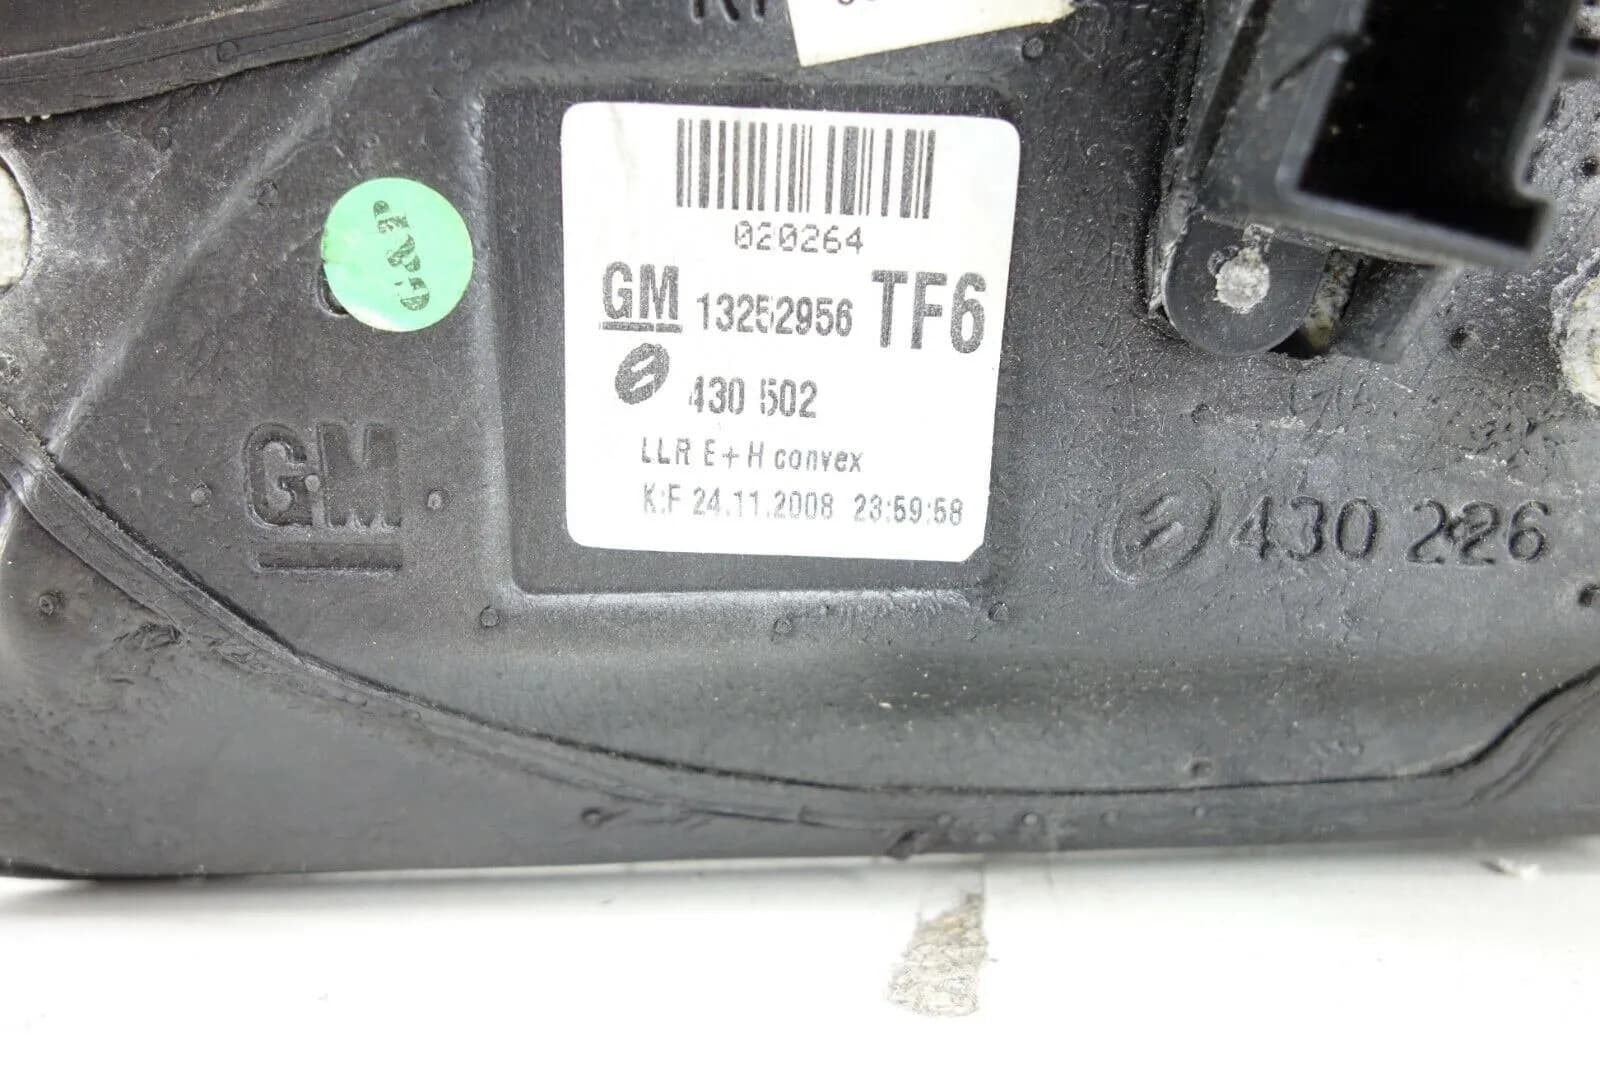 020264
GM 13252956 TF6
430 502
LLR E+H convex
K:F 24.11.2008 23:59:58
GM
430 226